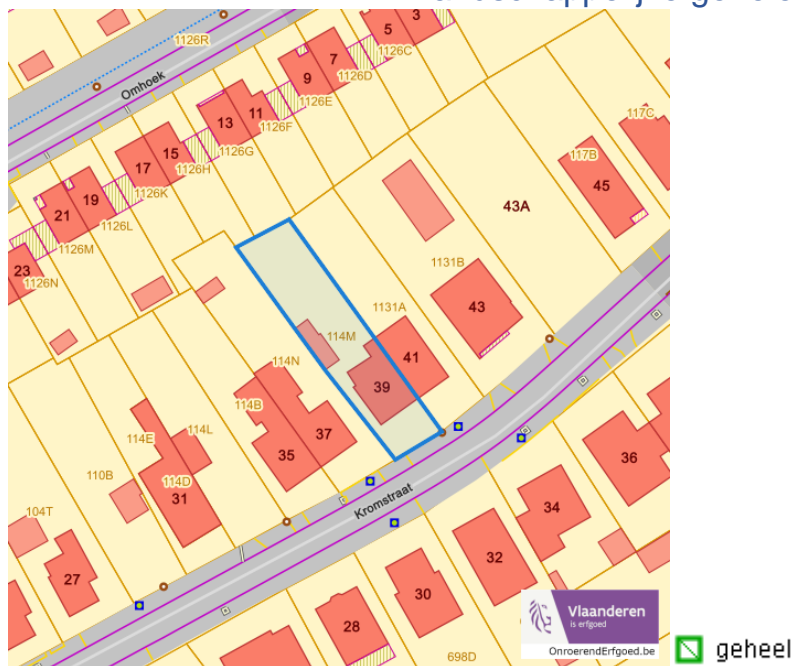 1126R
5
3
1126C
7
9
1126D
Omhoek
1126E
11
13
1126F
117C
1126G
15
17
1126H
117B
1126K
45
19
21
1126L
43A
1126M
23
1126N
1131B
1131A
43
114M
41
114N
39
114B
37
114E
114L
35
36
110B
114D
31
Kromstraat
34
104T
32
27
30
28
698D
Vlaanderen
is erfgoed
OnroerendErfgoed.be
geheel